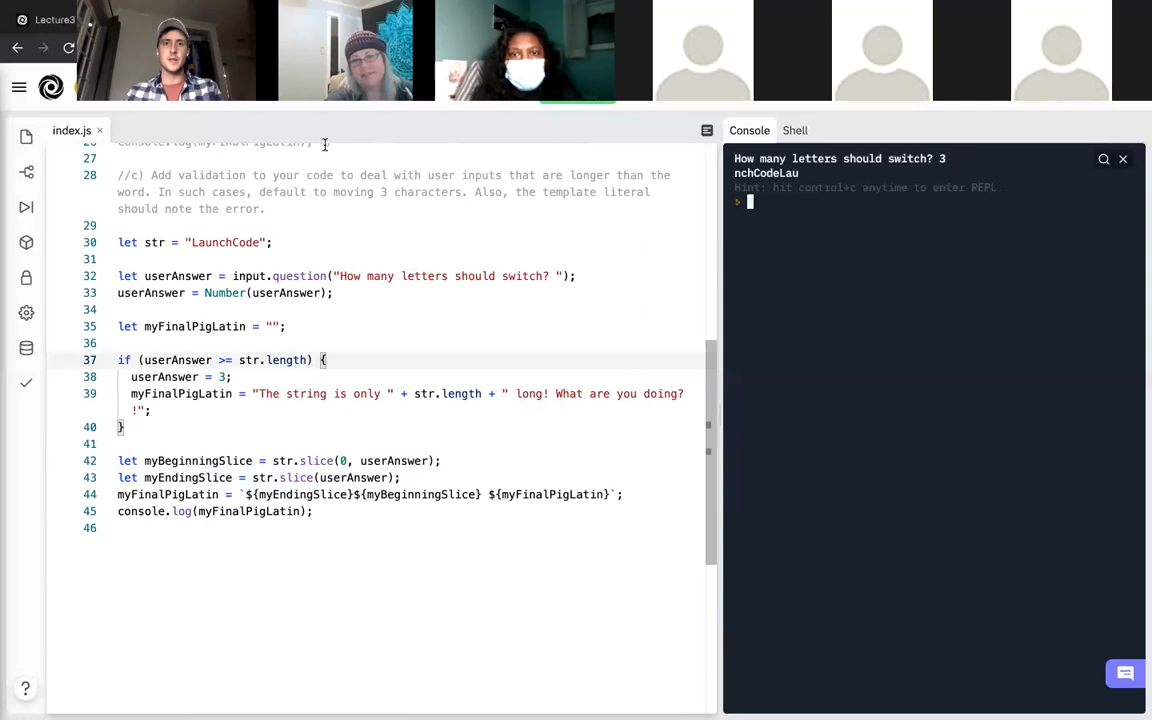 Lecture3
index.js ×
Console
Shell
26 console.log(myFinalPigLatin);
27
28 //c) Add validation to your code to deal with user inputs that are longer than the
word. In such cases, default to moving 3 characters. Also, the template literal
should note the error.
29
30 let str = "LaunchCode";
31
32 let userAnswer = input.question("How many letters should switch? ");
33 userAnswer = Number(userAnswer);
34
35 let myFinalPigLatin = "";
36
37 if (userAnswer >= str.length) {
38 userAnswer = 3;
39 myFinalPigLatin = "The string is only " + str.length + " long! What are you doing?
!";
40 }
41
42 let myBeginningSlice = str.slice(0, userAnswer);
43 let myEndingSlice = str.slice(userAnswer);
44 myFinalPigLatin = `${myEndingSlice}${myBeginningSlice} ${myFinalPigLatin}`;
45 console.log(myFinalPigLatin);
46
How many letters should switch? 3
nchCodeLau
Hint: hit control+c anytime to enter REPL
>
?